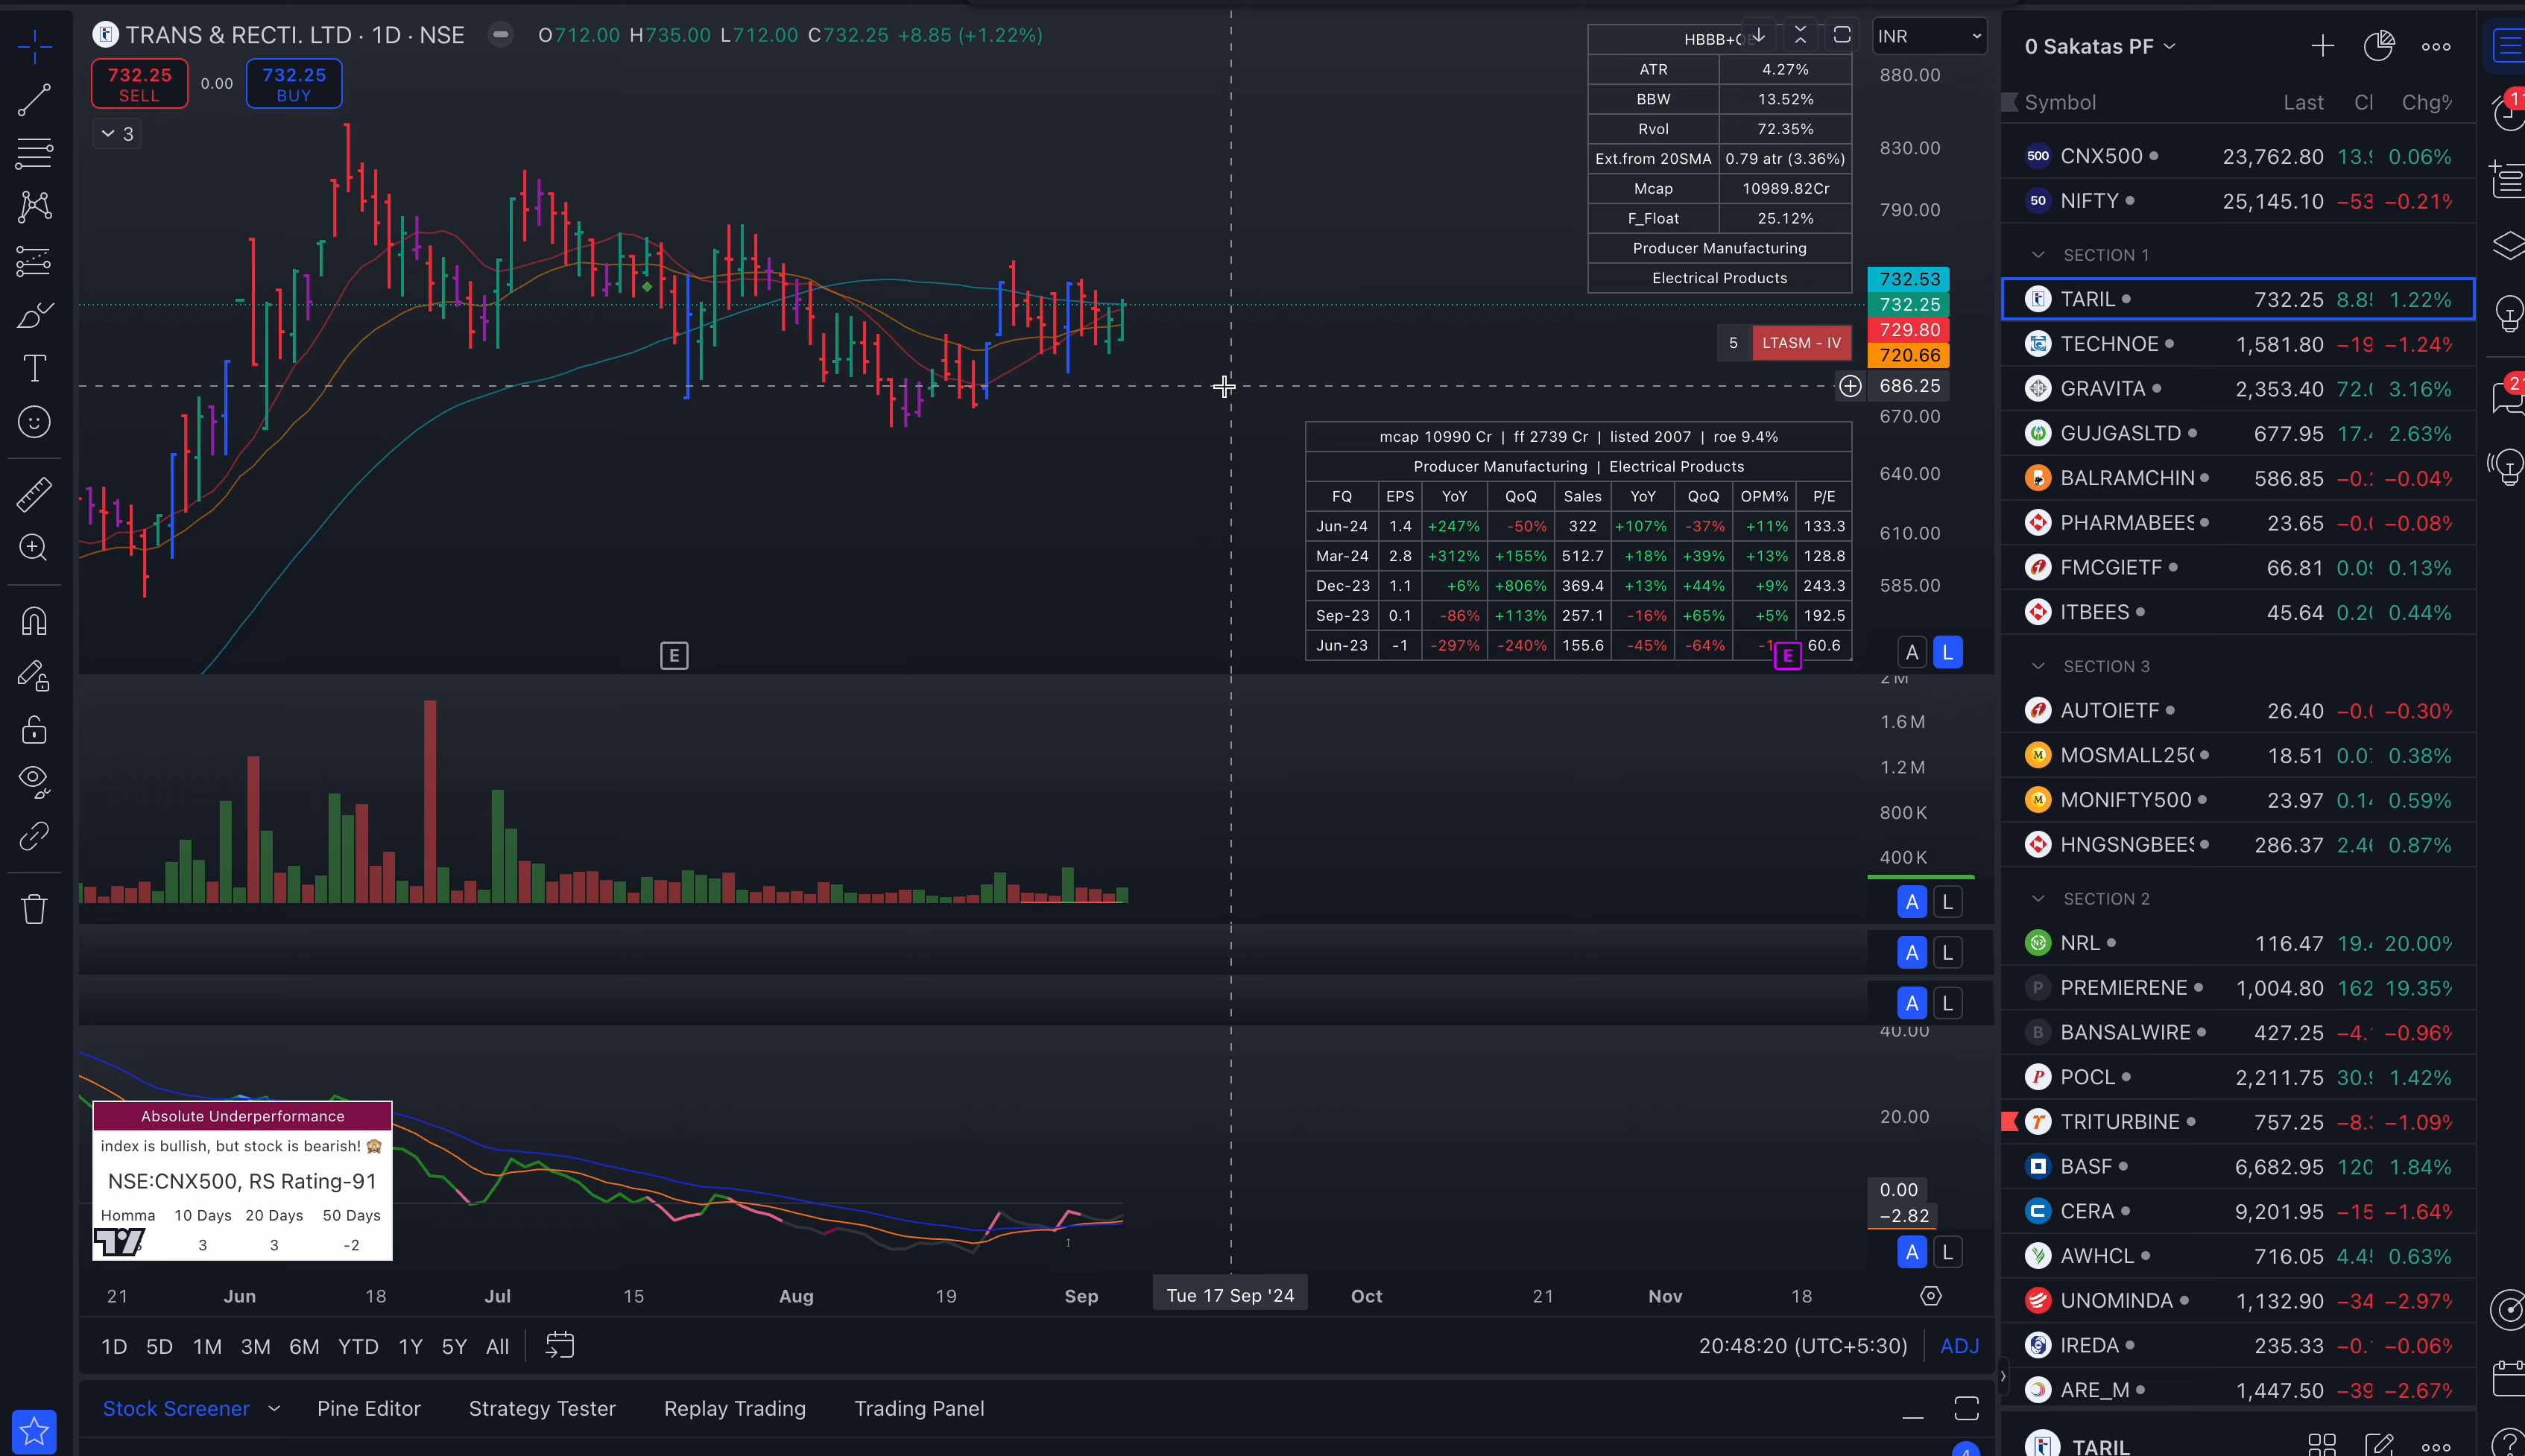 TRANS & RECTI. LTD · 1D · NSE O712.00 H735.00 L712.00 C732.25 +8.85 (+1.22%)
732.25 SELL 0.00 732.25 BUY
3
ATR 4.27%
BBW 13.52%
Rvol 72.35%
Ext.from 20SMA 0.79 atr (3.36%)
Mcap 10989.82Cr
F_Float 25.12%
Producer Manufacturing
Electrical Products
5 LTASM - IV
INR
880.00
830.00
790.00
732.53
732.25
729.80
720.66
686.25
670.00
640.00
610.00
585.00
A L
mcap 10990 Cr | ff 2739 Cr | listed 2007 | roe 9.4%
Producer Manufacturing | Electrical Products
FQ EPS YoY QoQ Sales YoY QoQ OPM% P/E
Jun-24 1.4 +247% -50% 322 +107% -37% +11% 133.3
Mar-24 2.8 +312% +155% 512.7 +18% +39% +13% 128.8
Dec-23 1.1 +6% +806% 369.4 +13% +44% +9% 243.3
Sep-23 0.1 -86% +113% 257.1 -16% +65% +5% 192.5
Jun-23 -1 -297% -240% 155.6 -45% -64% 60.6
E
E
2 M
1.6 M
1.2 M
800 K
400 K
A L
A L
A L
40.00
20.00
0.00
−2.82
A L
Absolute Underperformance
index is bullish, but stock is bearish! 🙈
NSE:CNX500, RS Rating-91
Homma 10 Days 20 Days 50 Days
3 3 -2
21 Jun 18 Jul 15 Aug 19 Sep Tue 17 Sep '24 Oct 21 Nov 18
1D 5D 1M 3M 6M YTD 1Y 5Y All
20:48:20 (UTC+5:30) ADJ
Stock Screener Pine Editor Strategy Tester Replay Trading Trading Panel
0 Sakatas PF
Symbol Last Chg%
CNX500 23,762.80 0.06%
NIFTY 25,145.10 −53 −0.21%
SECTION 1
TARIL 732.25 1.22%
TECHNOE 1,581.80 −19 −1.24%
GRAVITA 2,353.40 3.16%
GUJGASLTD 677.95 2.63%
BALRAMCHIN 586.85 −0.04%
PHARMABEES 23.65 −0.08%
FMCGIETF 66.81 0.13%
ITBEES 45.64 0.44%
SECTION 3
AUTOIETF 26.40 −0.30%
MOSMALL250 18.51 0.38%
MONIFTY500 23.97 0.59%
HNGSNGBEES 286.37 0.87%
SECTION 2
NRL 116.47 20.00%
PREMIERENE 1,004.80 162 19.35%
BANSALWIRE 427.25 −0.96%
POCL 2,211.75 1.42%
TRITURBINE 757.25 −1.09%
BASF 6,682.95 120 1.84%
CERA 9,201.95 −15 −1.64%
AWHCL 716.05 0.63%
UNOMINDA 1,132.90 −34 −2.97%
IREDA 235.33 −0.06%
ARE_M 1,447.50 −39 −2.67%
TARIL